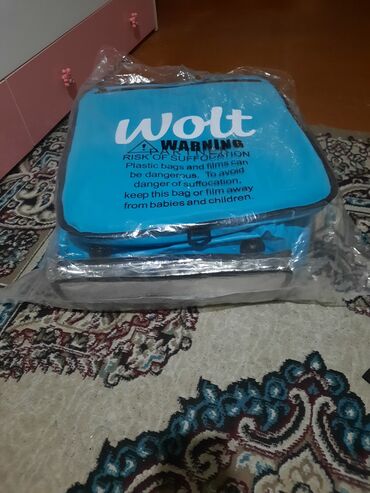 Wolt
WARNING
PARTNER
RISK OF SUFFOCATION
Plastic bags and films can
be dangerous. To avoid
danger of suffocation,
keep this bag or film away
from babies and children.